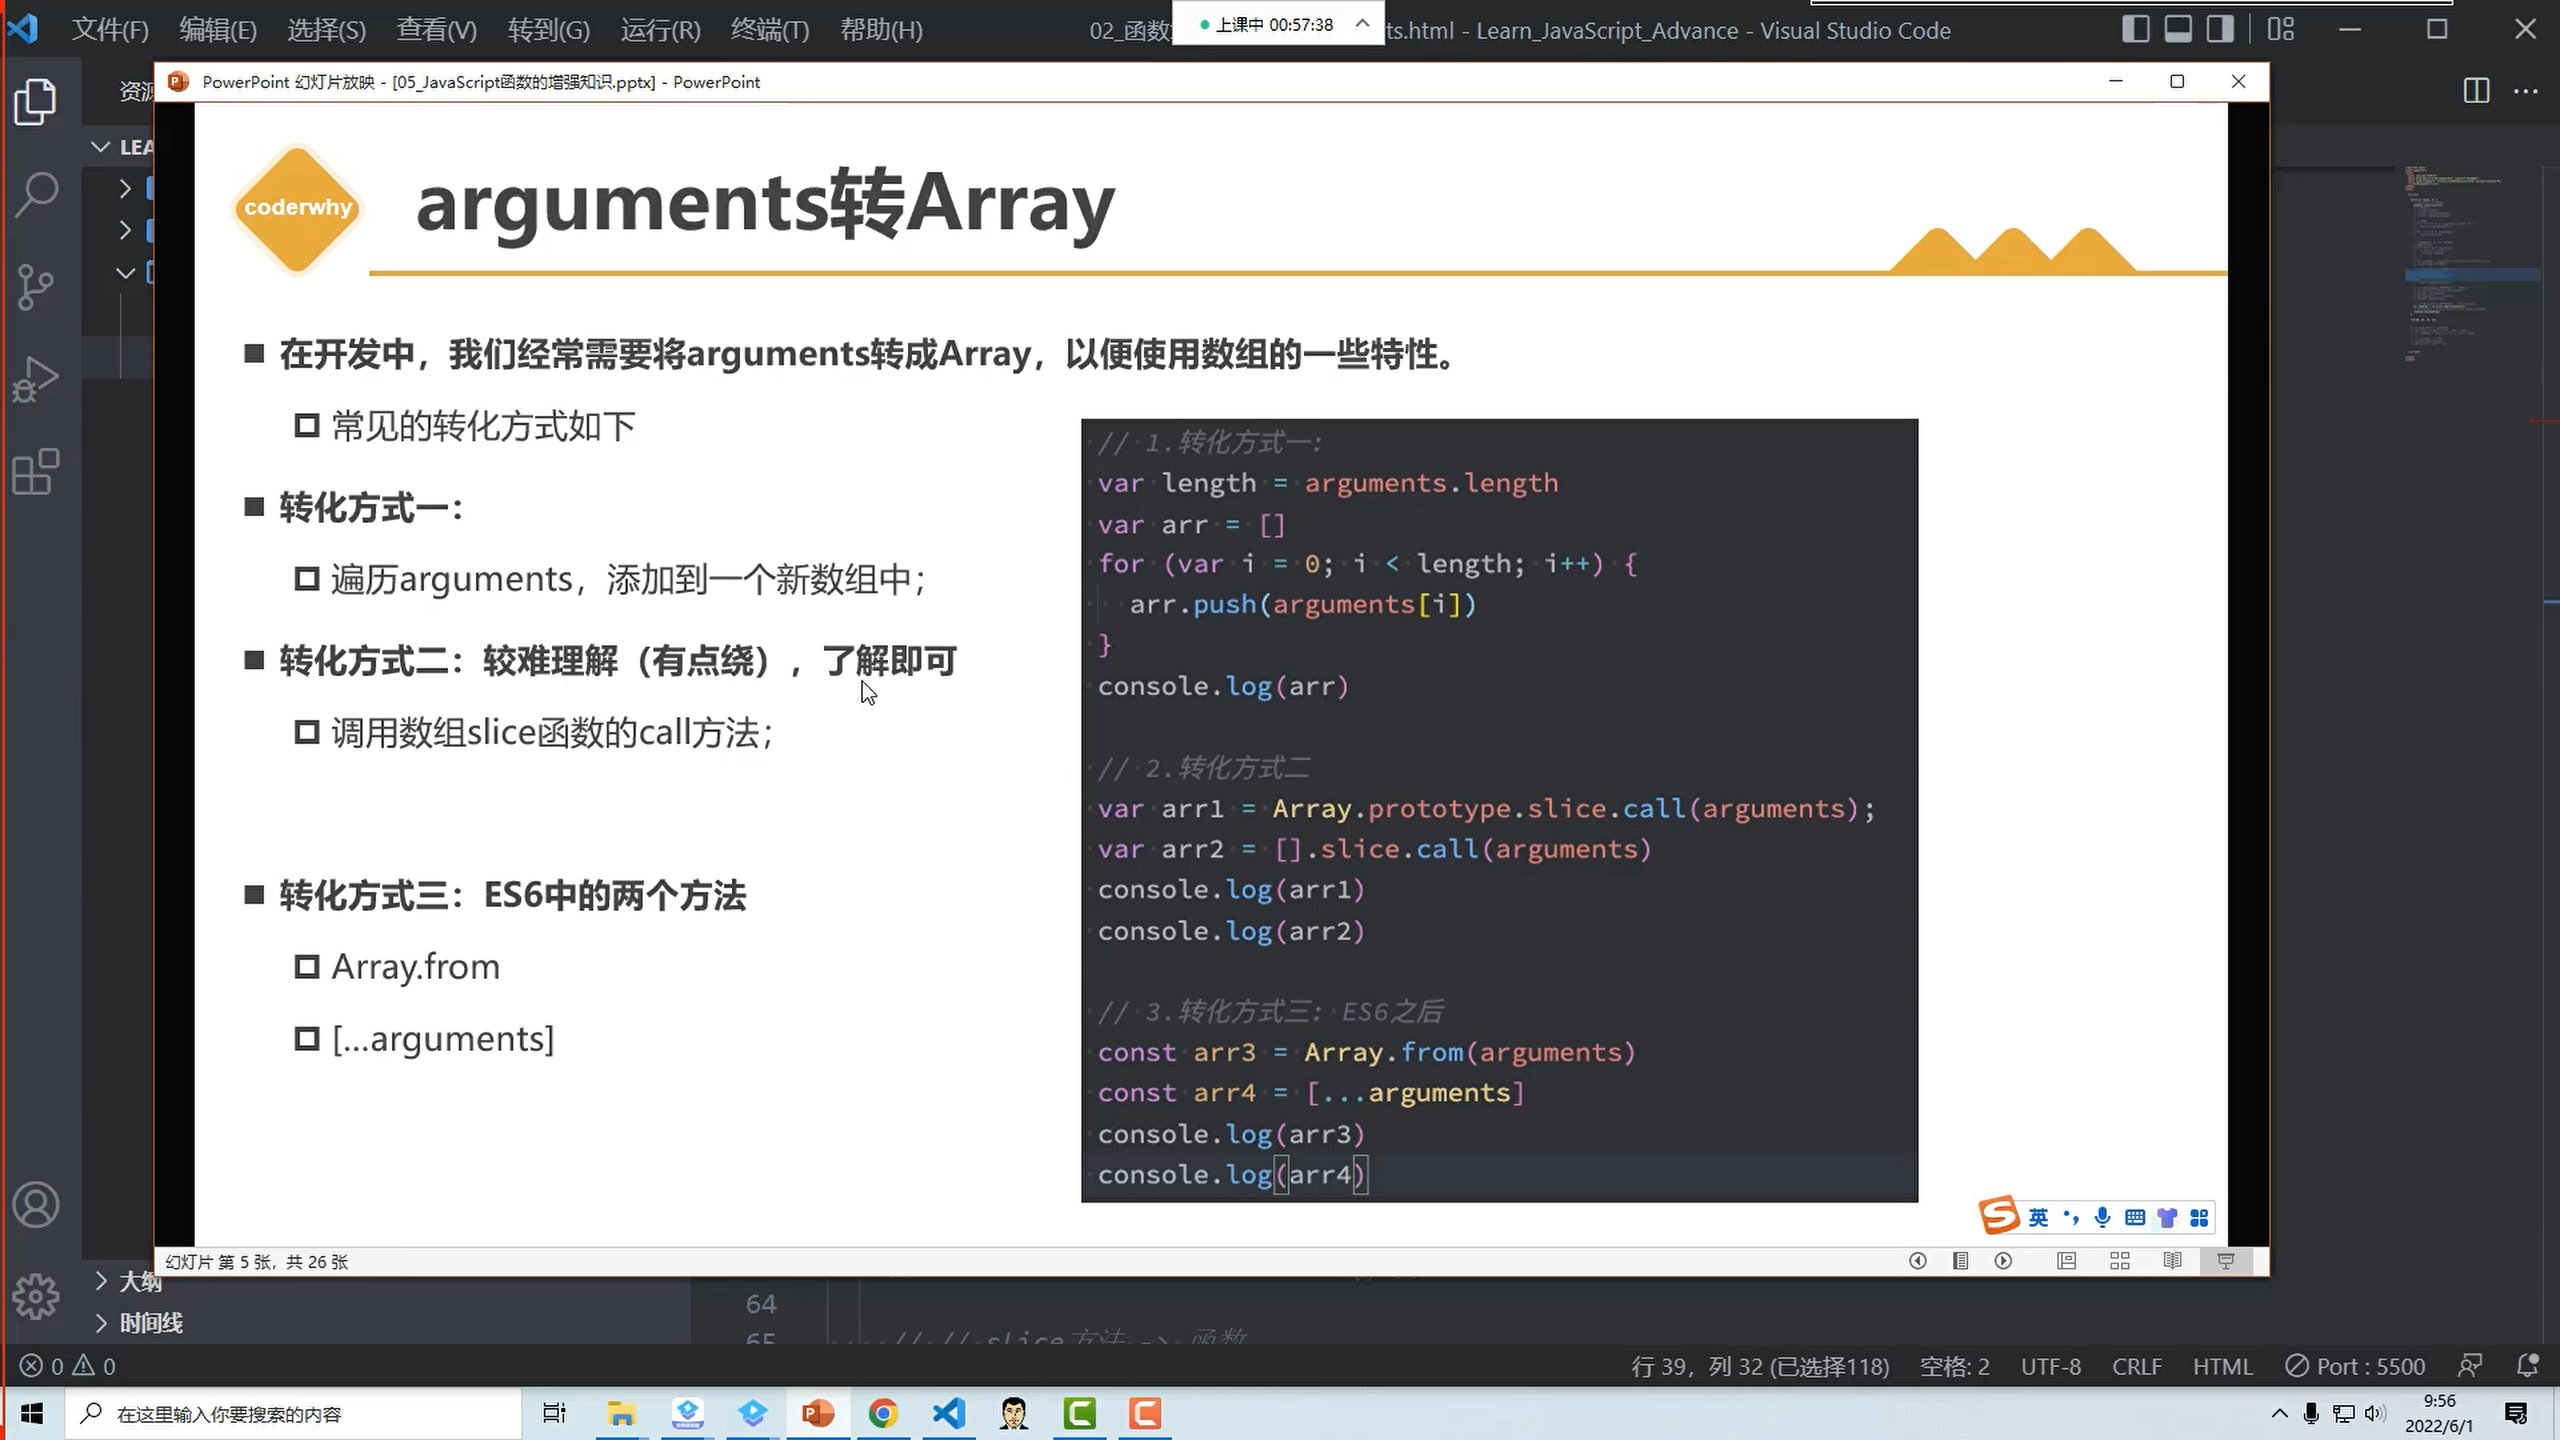 文件(F) 编辑(E) 选择(S) 查看(V) 转到(G) 运行(R) 终端(T) 帮助(H)
02_函数 ts.html - Learn_JavaScript_Advance - Visual Studio Code
上课中 00:57:38
PowerPoint 幻灯片放映 - [05_JavaScript函数的增强知识.pptx] - PowerPoint
资源
LEA
coderwhy
arguments转Array
在开发中，我们经常需要将arguments转成Array，以便使用数组的一些特性。
常见的转化方式如下
转化方式一：
遍历arguments，添加到一个新数组中；
转化方式二：较难理解（有点绕），了解即可
调用数组slice函数的call方法；
转化方式三：ES6中的两个方法
Array.from
[…arguments]
// 1.转化方式一:
var length = arguments.length
var arr = []
for (var i = 0; i < length; i++) {
arr.push(arguments[i])
}
console.log(arr)
// 2.转化方式二
var arr1 = Array.prototype.slice.call(arguments);
var arr2 = [].slice.call(arguments)
console.log(arr1)
console.log(arr2)
// 3.转化方式三: ES6之后
const arr3 = Array.from(arguments)
const arr4 = [...arguments]
console.log(arr3)
console.log(arr4)
英
幻灯片 第 5 张，共 26 张
大纲
时间线
64
65 // // slice方法 -> 函数
0 0
行 39，列 32 (已选择118) 空格: 2 UTF-8 CRLF HTML Port : 5500
在这里输入你要搜索的内容
9:56
2022/6/1